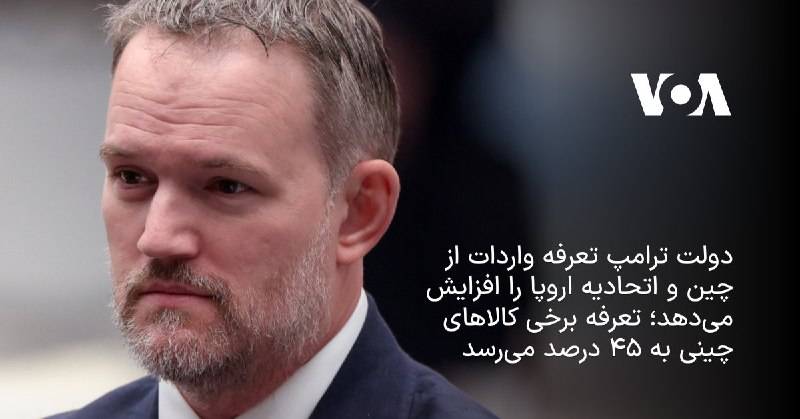 VOA
دولت ترامپ تعرفه واردات از
چین و اتحادیه اروپا را افزایش
می‌دهد؛ تعرفه برخی کالاهای
چینی به ۴۵ درصد می‌رسد